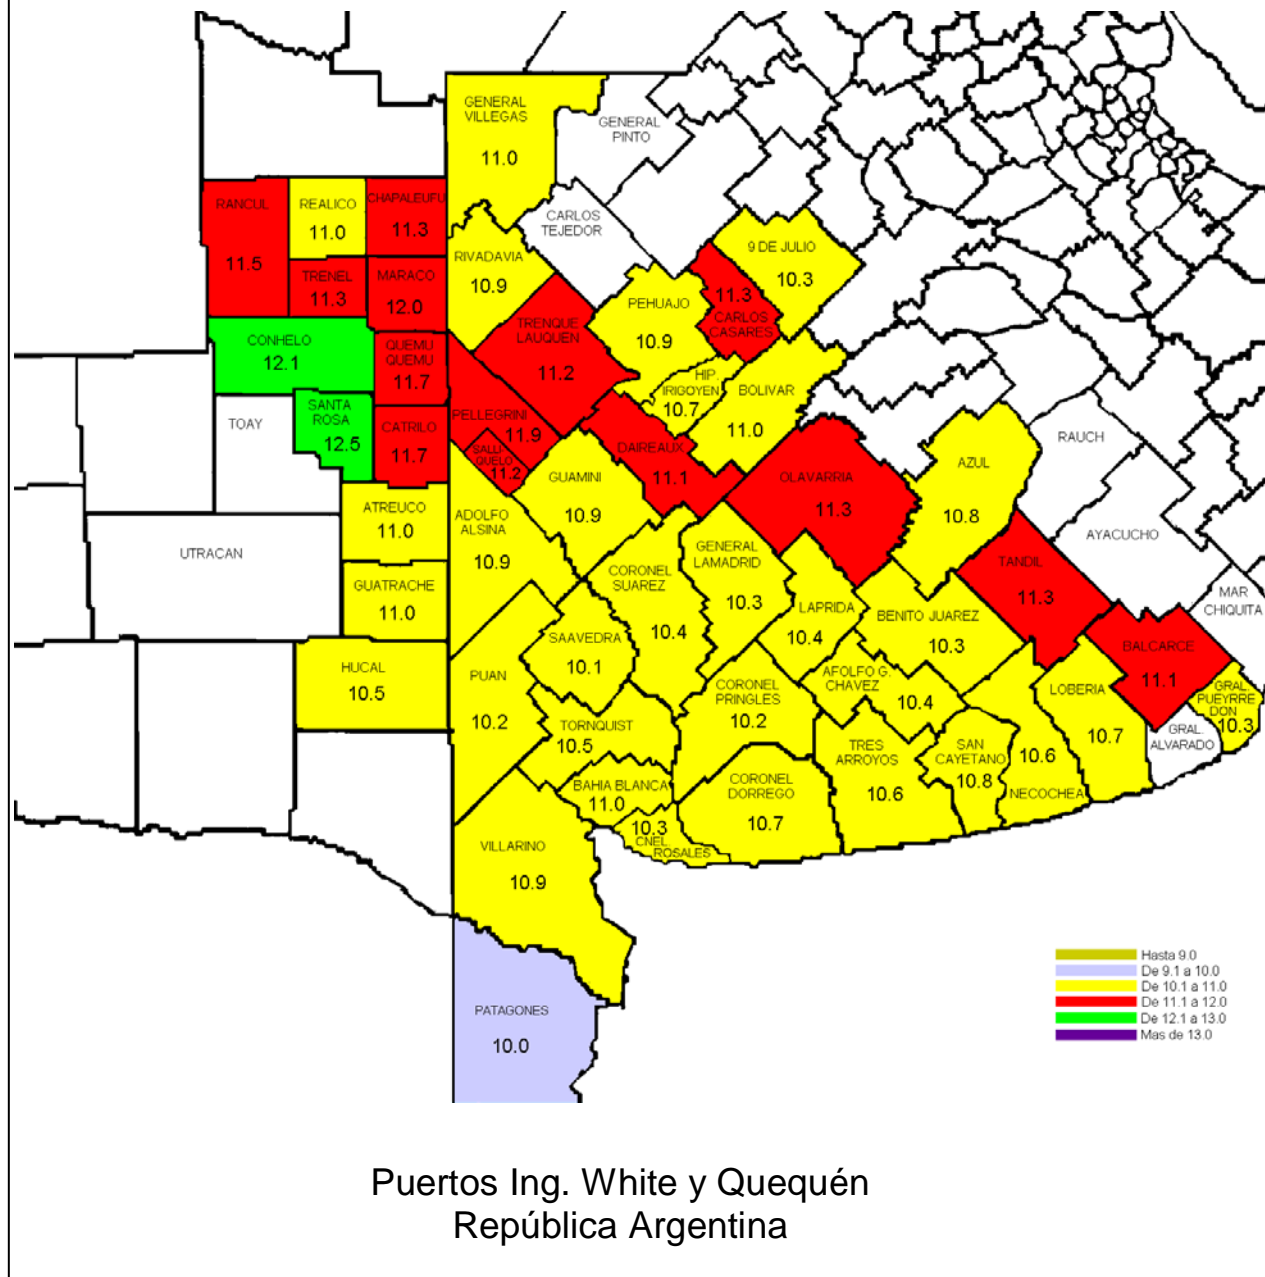 GENERAL
VILLEGAS
11.0
GENERAL
PINTO
RANCUL
11.5
REALICO
11.0
CHAPALEUFU
11.3
CARLOS
TEJEDOR
RIVADAVIA
10.9
9 DE JULIO
10.3
TRENEL
11.3
MARACO
12.0
PEHUAJO
10.9
11.3
CARLOS
CASARES
TRENQUE
LAUQUEN
11.2
CONHELO
12.1
QUEMU
QUEMU
11.7
HIP.
IRIGOYEN
10.7
BOLIVAR
11.0
TOAY
SANTA
ROSA
12.5
CATRILO
11.7
PELLEGRINI
11.9
SALLI-
QUELO
11.2
DAIREAUX
11.1
GUAMINI
10.9
OLAVARRIA
11.3
AZUL
10.8
RAUCH
AYACUCHO
UTRACAN
ATREUCO
11.0
ADOLFO
ALSINA
10.9
CORONEL
SUAREZ
10.4
GENERAL
LAMADRID
10.3
LAPRIDA
10.4
BENITO JUAREZ
10.3
TANDIL
11.3
MAR
CHIQUITA
GUATRACHE
11.0
SAAVEDRA
10.1
BALCARCE
11.1
HUCAL
10.5
PUAN
10.2
CORONEL
PRINGLES
10.2
AFOLFO G.
CHAVEZ
10.4
LOBERIA
10.7
GRAL.
PUEYRRE
DON
10.3
TORNQUIST
10.5
TRES
ARROYOS
10.6
SAN
CAYETANO
10.8
10.6
NECOCHEA
GRAL.
ALVARADO
BAHIA BLANCA
11.0
CORONEL
DORREGO
10.7
10.3
CNEL.
ROSALES
VILLARINO
10.9
PATAGONES
10.0
Hasta 9.0
De 9.1 a 10.0
De 10.1 a 11.0
De 11.1 a 12.0
De 12.1 a 13.0
Mas de 13.0
Puertos Ing. White y Quequén
República Argentina